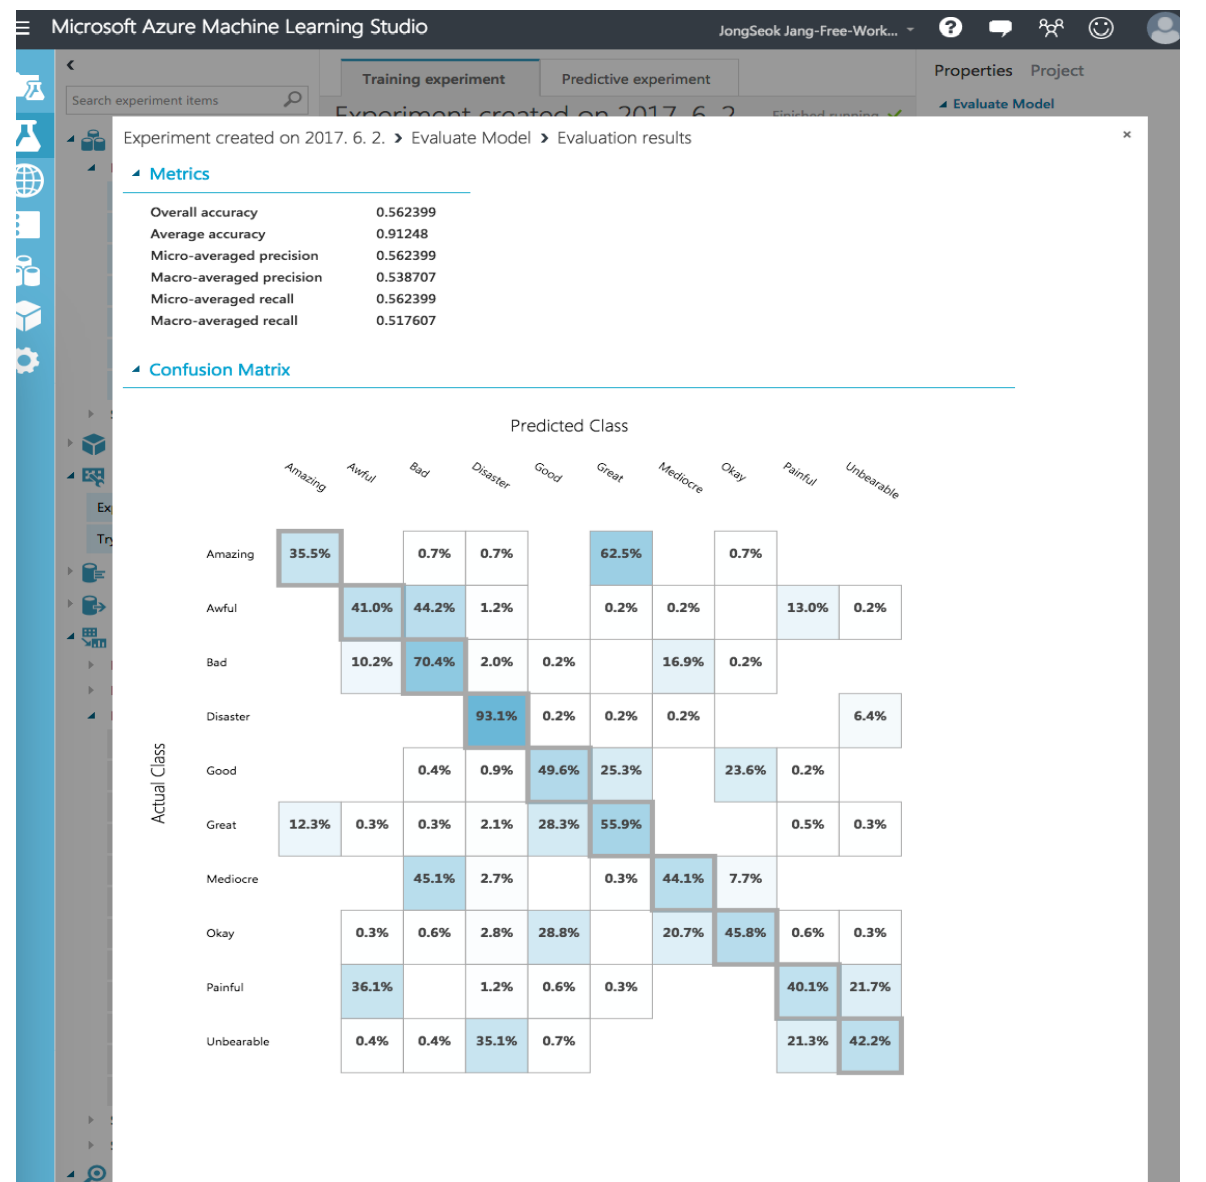 Microsoft Azure Machine Learning Studio
JongSeok Jang-Free-Work...
Training experiment
Predictive experiment
Properties
Project
Search experiment items
Evaluate Model
Experiment created on 2017. 6. 2.
Finished running
Experiment created on 2017. 6. 2. > Evaluate Model > Evaluation results
×
Metrics
Overall accuracy 0.562399
Average accuracy 0.91248
Micro-averaged precision 0.562399
Macro-averaged precision 0.538707
Micro-averaged recall 0.562399
Macro-averaged recall 0.517607
Confusion Matrix
Predicted Class
Amazing Awful Bad Disaster Good Great Mediocre Okay Painful Unbearable
Actual Class
Amazing 35.5% 0.7% 0.7% 62.5% 0.7%
Awful 41.0% 44.2% 1.2% 0.2% 0.2% 13.0% 0.2%
Bad 10.2% 70.4% 2.0% 0.2% 16.9% 0.2%
Disaster 93.1% 0.2% 0.2% 0.2% 6.4%
Good 0.4% 0.9% 49.6% 25.3% 23.6% 0.2%
Great 12.3% 0.3% 0.3% 2.1% 28.3% 55.9% 0.5% 0.3%
Mediocre 45.1% 2.7% 0.3% 44.1% 7.7%
Okay 0.3% 0.6% 2.8% 28.8% 20.7% 45.8% 0.6% 0.3%
Painful 36.1% 1.2% 0.6% 0.3% 40.1% 21.7%
Unbearable 0.4% 0.4% 35.1% 0.7% 21.3% 42.2%